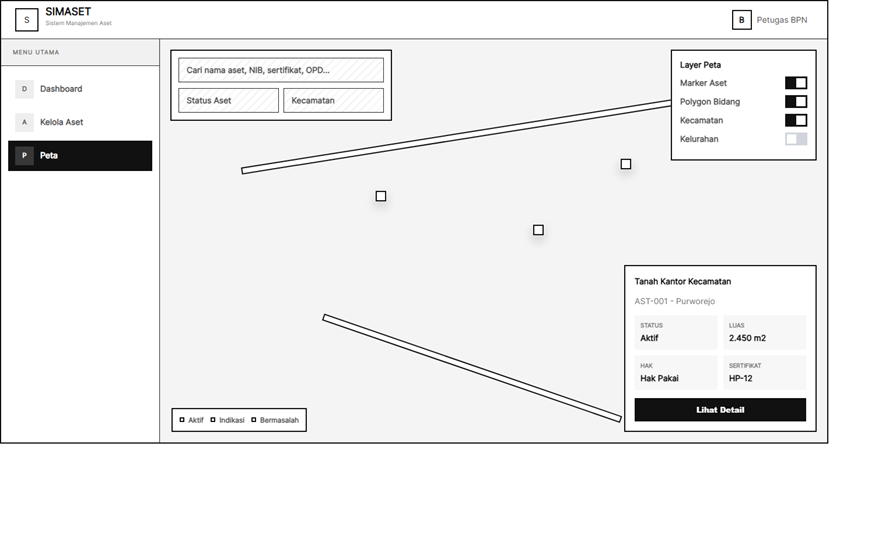 S
SIMASET
Sistem Manajemen Aset
B
Petugas BPN
MENU UTAMA
D
Dashboard
A
Kelola Aset
P
Peta
Cari nama aset, NIB, sertifikat, OPD...
Status Aset
Kecamatan
Layer Peta
Marker Aset
Polygon Bidang
Kecamatan
Kelurahan
Tanah Kantor Kecamatan
AST-001 - Purworejo
STATUS
Aktif
LUAS
2.450 m2
HAK
Hak Pakai
SERTIFIKAT
HP-12
Lihat Detail
Aktif
Indikasi
Bermasalah